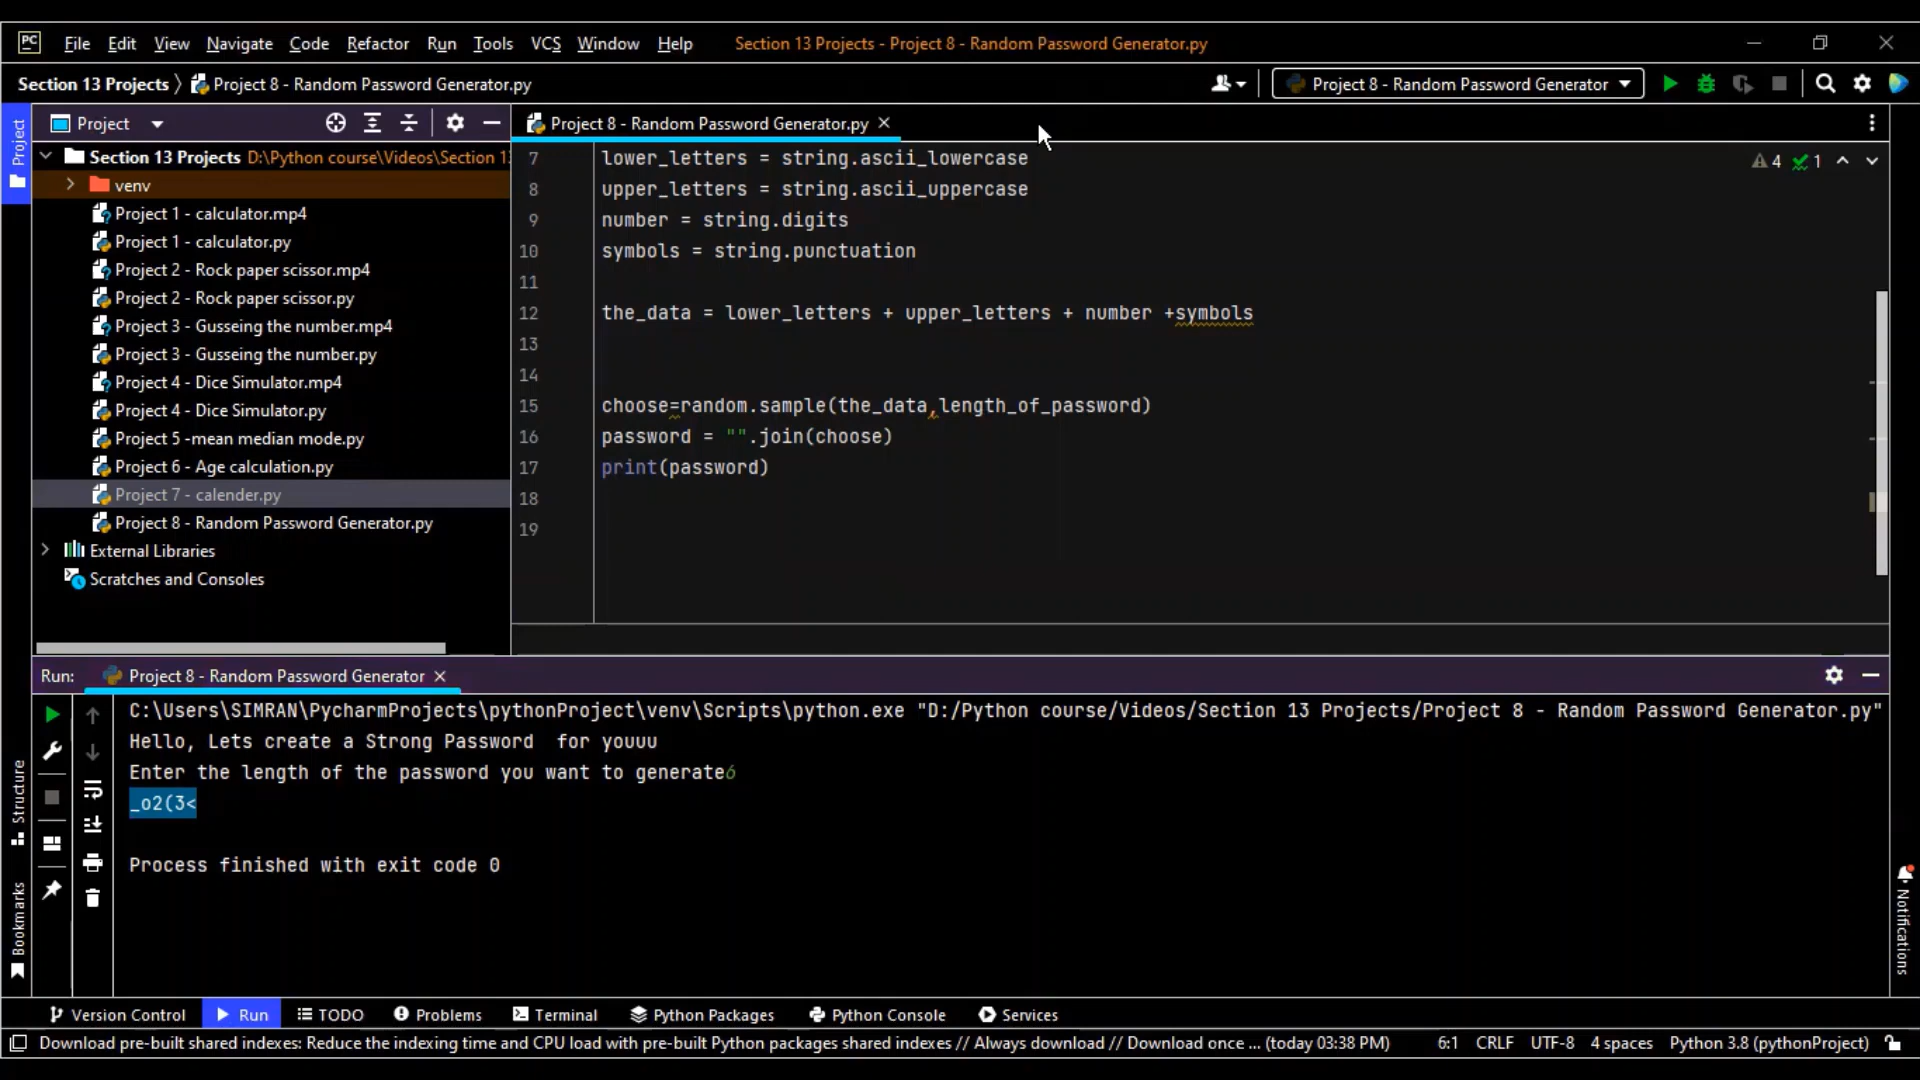 PC File Edit View Navigate Code Refactor Run Tools VCS Window Help Section 13 Projects - Project 8 - Random Password Generator.py
Section 13 Projects Project 8 - Random Password Generator.py Project 8 - Random Password Generator
Project Project Project 8 - Random Password Generator.py
Section 13 Projects D:\Python course\Videos\Section 1
venv
Project 1 - calculator.mp4
Project 1 - calculator.py
Project 2 - Rock paper scissor.mp4
Project 2 - Rock paper scissor.py
Project 3 - Gusseing the number.mp4
Project 3 - Gusseing the number.py
Project 4 - Dice Simulator.mp4
Project 4 - Dice Simulator.py
Project 5 -mean median mode.py
Project 6 - Age calculation.py
Project 7 - calender.py
Project 8 - Random Password Generator.py
External Libraries
Scratches and Consoles
7 lower_letters = string.ascii_lowercase 4 1
8 upper_letters = string.ascii_uppercase
9 number = string.digits
10 symbols = string.punctuation
11
12 the_data = lower_letters + upper_letters + number +symbols
13
14
15 choose=random.sample(the_data,length_of_password)
16 password = "".join(choose)
17 print(password)
18
19
Run: Project 8 - Random Password Generator
C:\Users\SIMRAN\PycharmProjects\pythonProject\venv\Scripts\python.exe "D:/Python course/Videos/Section 13 Projects/Project 8 - Random Password Generator.py"
Hello, Lets create a Strong Password  for youuu
Enter the length of the password you want to generate6
_o2(3<
Process finished with exit code 0
Structure
Bookmarks
Notifications
Version Control Run TODO Problems Terminal Python Packages Python Console Services
Download pre-built shared indexes: Reduce the indexing time and CPU load with pre-built Python packages shared indexes // Always download // Download once ... (today 03:38 PM) 6:1 CRLF UTF-8 4 spaces Python 3.8 (pythonProject)